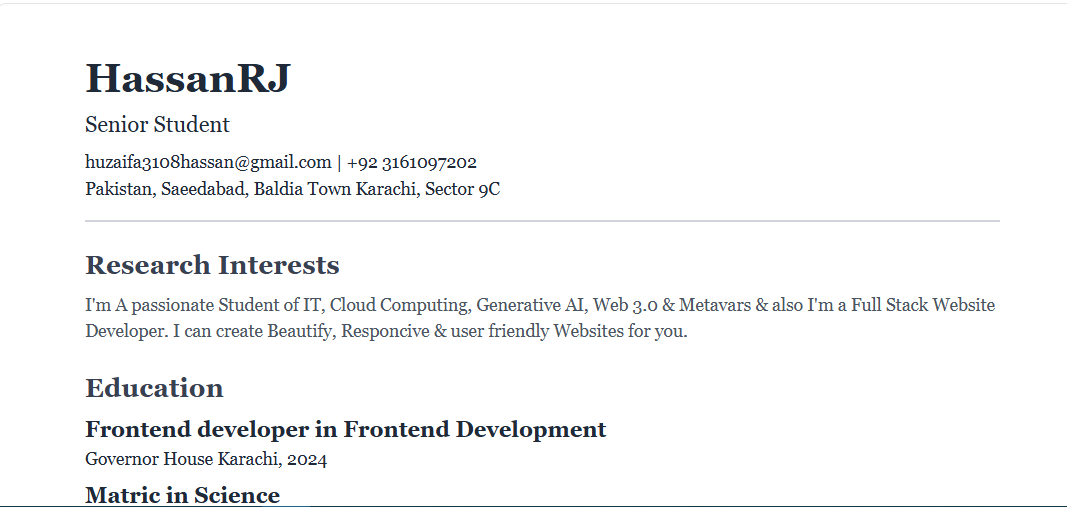 HassanRJ
Senior Student
huzaifa3108hassan@gmail.com | +92 3161097202
Pakistan, Saeedabad, Baldia Town Karachi, Sector 9C
Research Interests
I'm A passionate Student of IT, Cloud Computing, Generative AI, Web 3.0 & Metavars & also I'm a Full Stack Website
Developer. I can create Beautify, Responcive & user friendly Websites for you.
Education
Frontend developer in Frontend Development
Governor House Karachi, 2024
Matric in Science